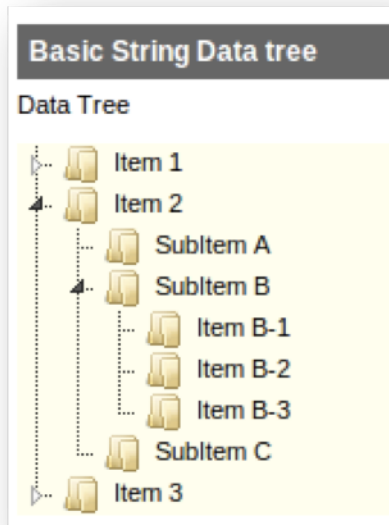 Basic String Data tree
Data Tree
Item 1
Item 2
SubItem A
SubItem B
Item B-1
Item B-2
Item B-3
SubItem C
Item 3